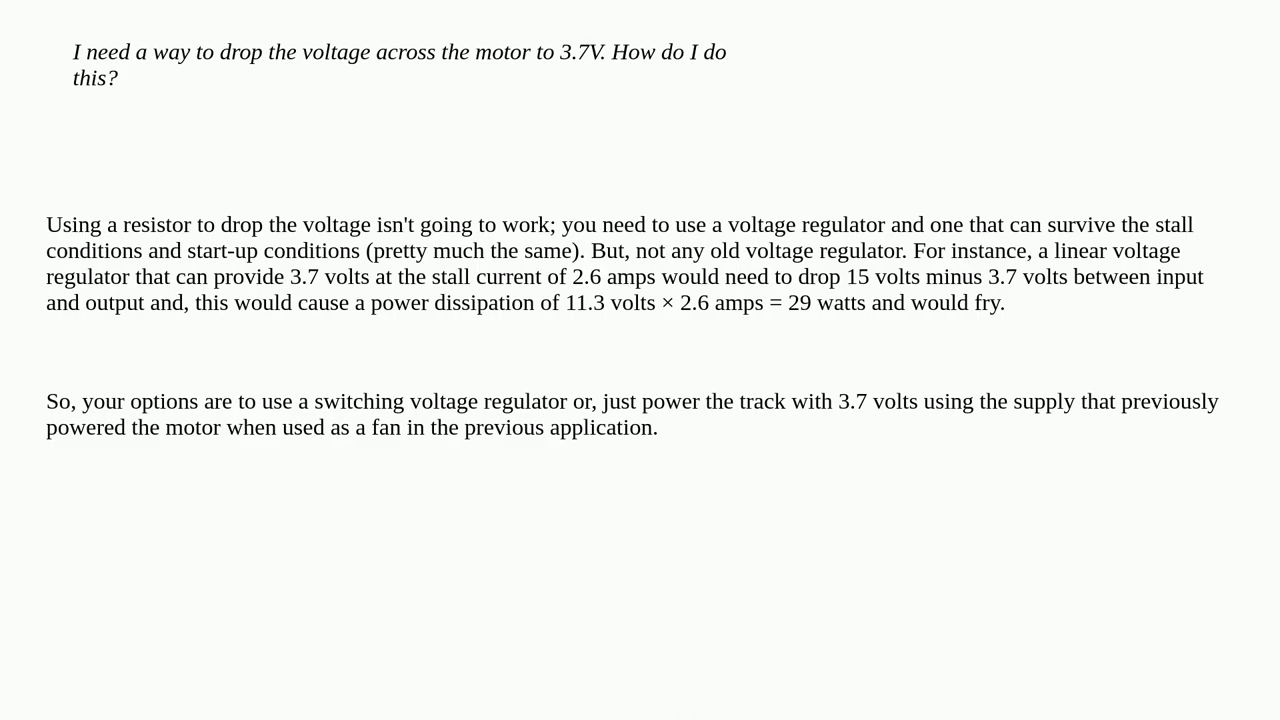 I need a way to drop the voltage across the motor to 3.7V. How do I do
this?
Using a resistor to drop the voltage isn't going to work; you need to use a voltage regulator and one that can survive the stall
conditions and start-up conditions (pretty much the same). But, not any old voltage regulator. For instance, a linear voltage
regulator that can provide 3.7 volts at the stall current of 2.6 amps would need to drop 15 volts minus 3.7 volts between input
and output and, this would cause a power dissipation of 11.3 volts × 2.6 amps = 29 watts and would fry.
So, your options are to use a switching voltage regulator or, just power the track with 3.7 volts using the supply that previously
powered the motor when used as a fan in the previous application.